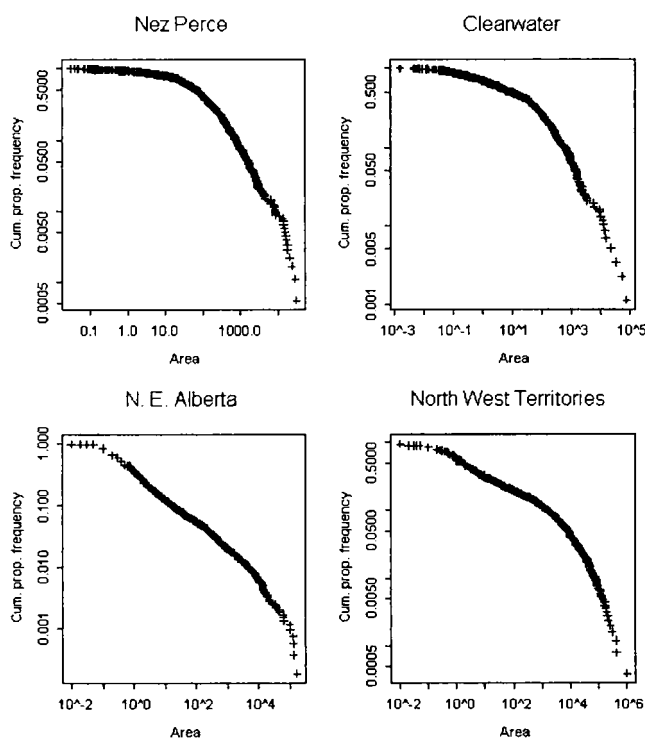 Nez Perce
Cum. prop. frequency
0.5000
0.0500
0.0050
0.0005
0.1 1.0 10.0 1000.0
Area
Clearwater
Cum. prop. frequency
0.500
0.050
0.005
0.001
10^-3 10^-1 10^1 10^3 10^5
Area
N. E. Alberta
Cum. prop. frequency
1.000
0.100
0.010
0.001
10^-2 10^0 10^2 10^4
Area
North West Territories
Cum. prop. frequency
0.5000
0.0500
0.0050
0.0005
10^-2 10^0 10^2 10^4 10^6
Area